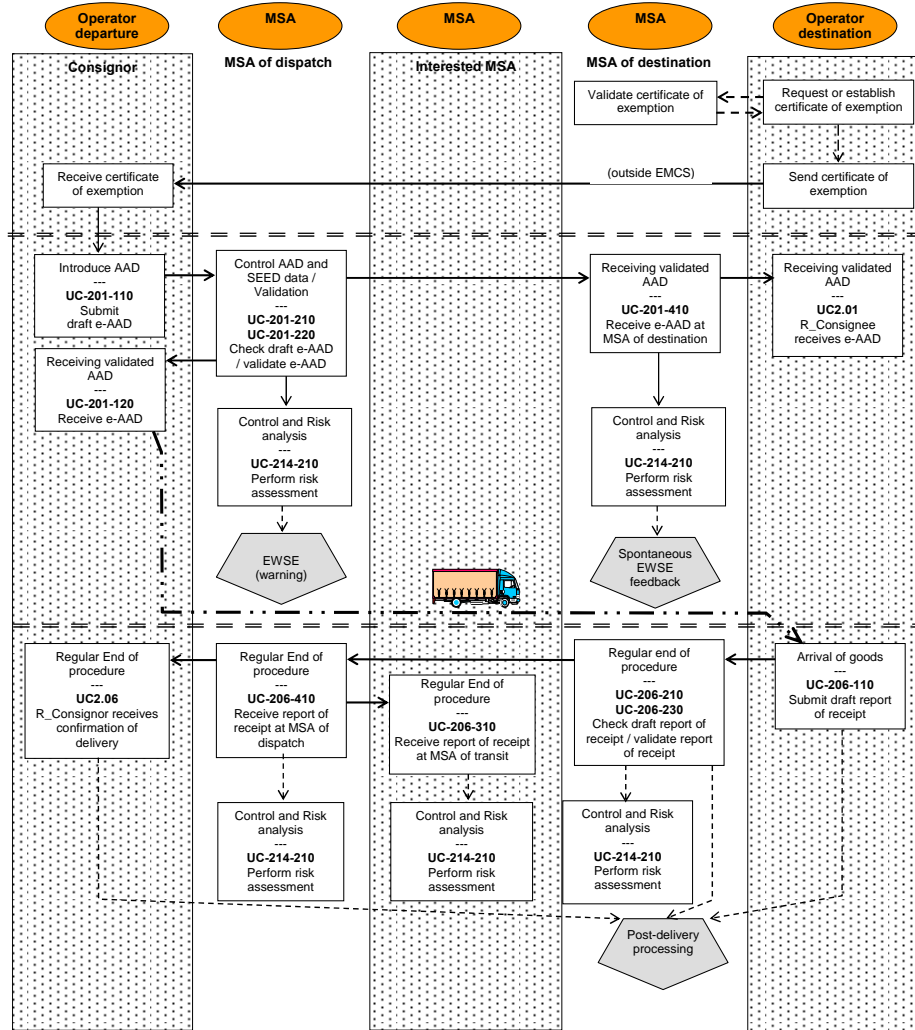 Operator
departure
MSA
MSA
MSA
Operator
destination
Consignor
MSA of dispatch
Interested MSA
MSA of destination
Validate certificate of
exemption
Request or establish
certificate of exemption
Receive certificate
of exemption
(outside EMCS)
Send certificate of
exemption
Introduce AAD
---
UC-201-110
Submit
draft e-AAD
Control AAD and
SEED data /
Validation
---
UC-201-210
UC-201-220
Check draft e-AAD
/ validate e-AAD
Receiving validated
AAD
---
UC-201-410
Receive e-AAD at
MSA of destination
Receiving validated
AAD
---
UC2.01
R_Consignee
receives e-AAD
Receiving validated
AAD
---
UC-201-120
Receive e-AAD
Control and Risk
analysis
---
UC-214-210
Perform risk
assessment
Control and Risk
analysis
---
UC-214-210
Perform risk
assessment
EWSE
(warning)
Spontaneous
EWSE
feedback
Regular End of
procedure
---
UC2.06
R_Consignor receives
confirmation of
delivery
Regular End of
procedure
---
UC-206-410
Receive report of
receipt at MSA of
dispatch
Regular End of
procedure
---
UC-206-310
Receive report of receipt
at MSA of transit
Regular end of
procedure
---
UC-206-210
UC-206-230
Check draft report of
receipt / validate report
of receipt
Arrival of goods
---
UC-206-110
Submit draft report
of receipt
Control and Risk
analysis
---
UC-214-210
Perform risk
assessment
Control and Risk
analysis
---
UC-214-210
Perform risk
assessment
Control and Risk
analysis
---
UC-214-210
Perform risk
assessment
Post-delivery
processing